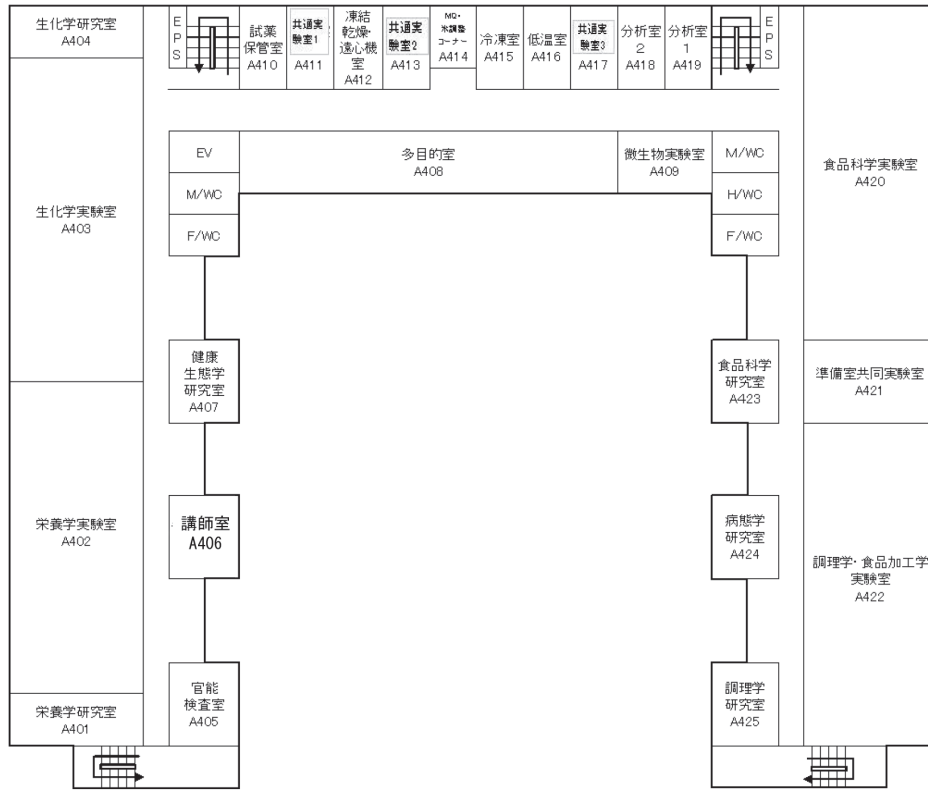 生化学研究室
A404
E
P
S
試薬
保管室
A410
共通実
験室1
A411
凍結
乾燥・
遠心機
室
A412
共通実
験室2
A413
MQ・
氷調整
コーナー
A414
冷凍室
A415
低温室
A416
共通実
験室3
A417
分析室
2
A418
分析室
1
A419
E
P
S
食品科学実験室
A420
EV
M/WC
F/WC
多目的室
A408
微生物実験室
A409
M/WC
H/WC
F/WC
生化学実験室
A403
健康
生態学
研究室
A407
食品科学
研究室
A423
準備室共同実験室
A421
栄養学実験室
A402
講師室
A406
病態学
研究室
A424
調理学・食品加工学
実験室
A422
栄養学研究室
A401
官能
検査室
A405
調理学
研究室
A425